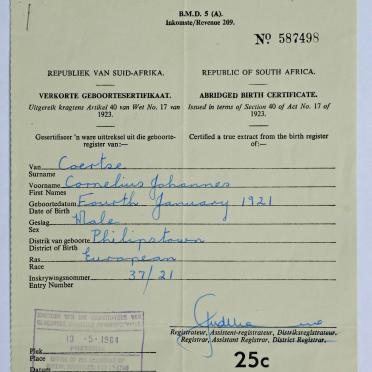 B.M.D. 5 (A).
Inkomste/Revenue 209.
No 587498
REPUBLIEK VAN SUID-AFRIKA.
VERKORTE GEBOORTESERTIFIKAAT.
Uitgereik kragtens Artikel 40 van Wet No. 17 van
1923.
Gesertifiseer 'n ware uittreksel uit die geboorte-
register van:—
REPUBLIC OF SOUTH AFRICA.
ABRIDGED BIRTH CERTIFICATE.
Issued in terms of Section 40 of Act No. 17 of
1923.
Certified a true extract from the birth register
of:—
Van Coertse
Surname
Voorname Cornelius Johannes
First Names
Geboortedatum Fourth January 1921
Date of Birth
Geslag Male
Sex
Distrik van geboorte Philipstown
District of Birth
Ras European
Race
Inskrywingsnommer 37/21
Entry Number
Registrateur, Assistent-registrateur, Distriksregistrateur.
Registrar, Assistant Registrar, District Registrar.
Plek
Place
Datum
25c